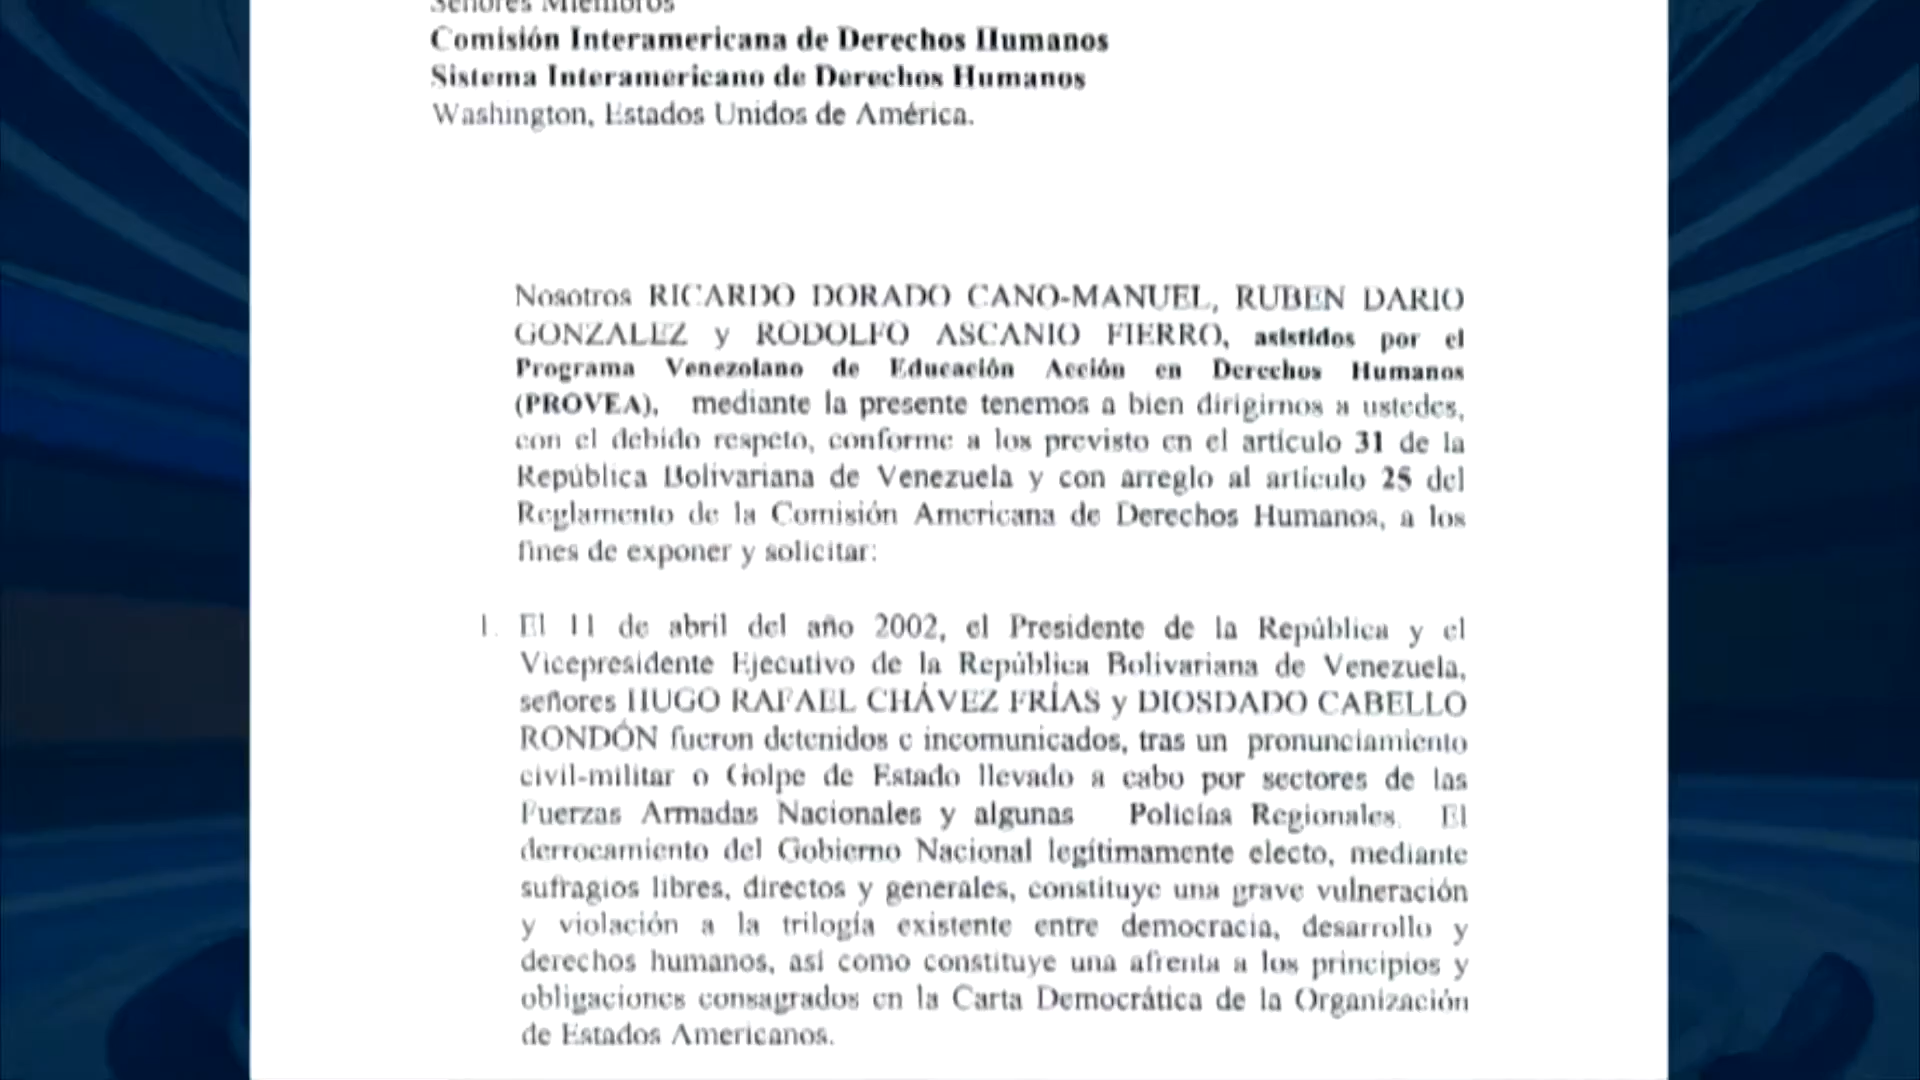 Señores Miembros
Comisión Interamericana de Derechos Humanos
Sistema Interamericano de Derechos Humanos
Washington, Estados Unidos de América.
Nosotros RICARDO DORADO CANO-MANUEL, RUBEN DARIO
GONZALEZ y RODOLFO ASCANIO FIERRO, asistidos por el
Programa Venezolano de Educación Acción en Derechos Humanos
(PROVEA), mediante la presente tenemos a bien dirigirnos a ustedes,
con el debido respeto, conforme a los previsto en el artículo 31 de la
República Bolivariana de Venezuela y con arreglo al artículo 25 del
Reglamento de la Comisión Americana de Derechos Humanos, a los
fines de exponer y solicitar:
1. El 11 de abril del año 2002, el Presidente de la República y el
Vicepresidente Ejecutivo de la República Bolivariana de Venezuela,
señores HUGO RAFAEL CHÁVEZ FRÍAS y DIOSDADO CABELLO
RONDÓN fueron detenidos e incomunicados, tras un pronunciamiento
civil-militar o Golpe de Estado llevado a cabo por sectores de las
Fuerzas Armadas Nacionales y algunas Policías Regionales. El
derrocamiento del Gobierno Nacional legítimamente electo, mediante
sufragios libres, directos y generales, constituye una grave vulneración
y violación a la trilogía existente entre democracia, desarrollo y
derechos humanos, así como constituye una afrenta a los principios y
obligaciones consagrados en la Carta Democrática de la Organización
de Estados Americanos.